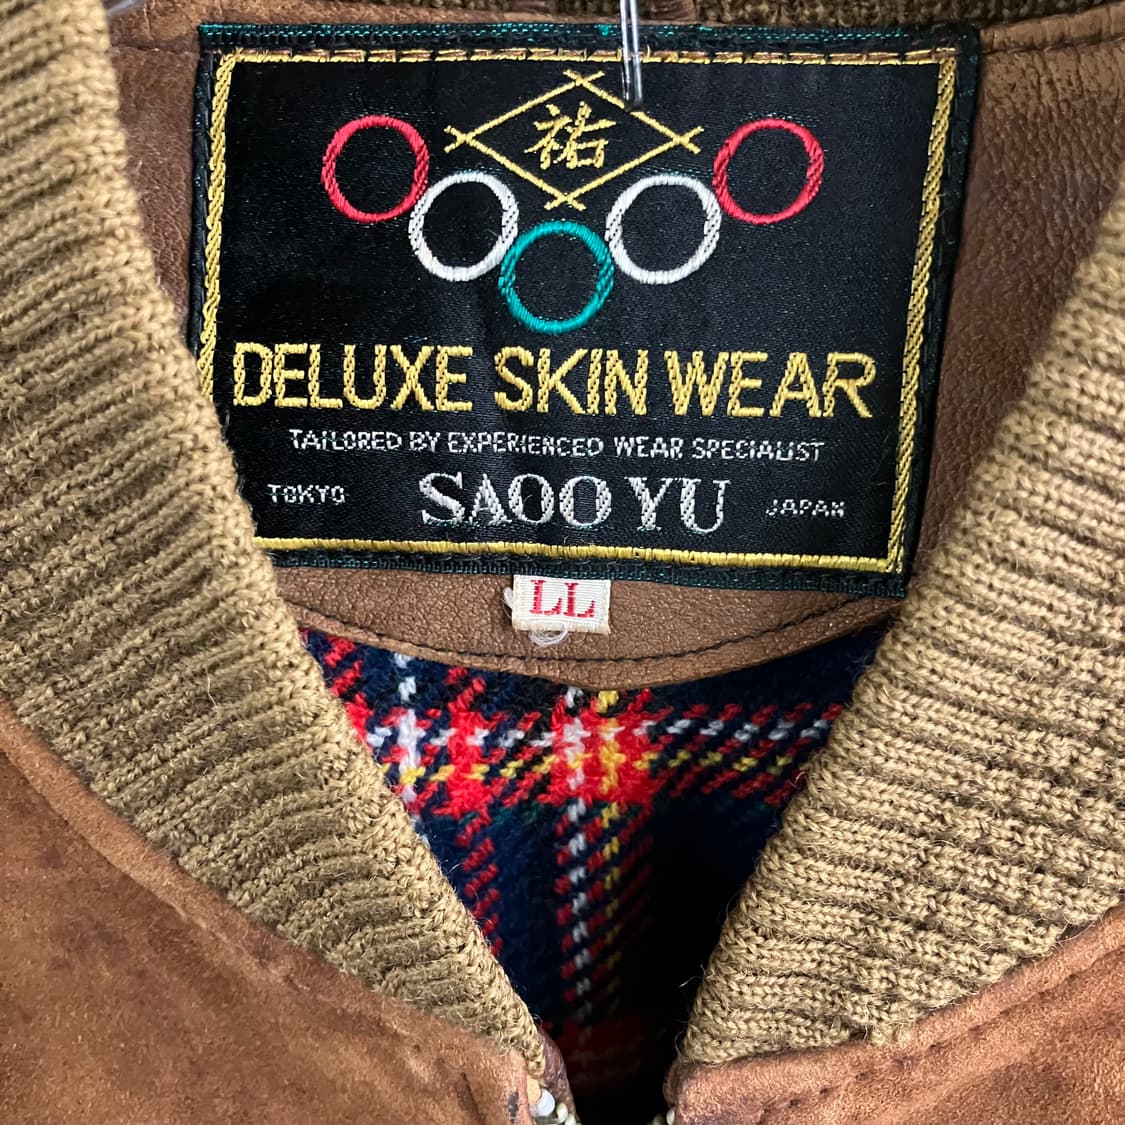 祐
DELUXE SKIN WEAR
TAILORED BY EXPERIENCED WEAR SPECIALIST
TOKYO SAOO YU JAPAN
LL